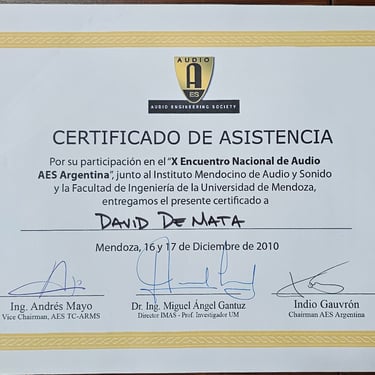 AUDIO
A
ES
AUDIO ENGINEERING SOCIETY
CERTIFICADO DE ASISTENCIA
Por su participación en el "X Encuentro Nacional de Audio
AES Argentina", junto al Instituto Mendocino de Audio y Sonido
y la Facultad de Ingeniería de la Universidad de Mendoza,
entregamos el presente certificado a
DAVID DE MATA
Mendoza, 16 y 17 de Diciembre de 2010
Ing. Andrés Mayo
Vice Chairman, AES TC-ARMS
Dr. Ing. Miguel Ángel Gantuz
Director IMAS - Prof. Investigador UM
Indio Gauvrón
Chairman AES Argentina